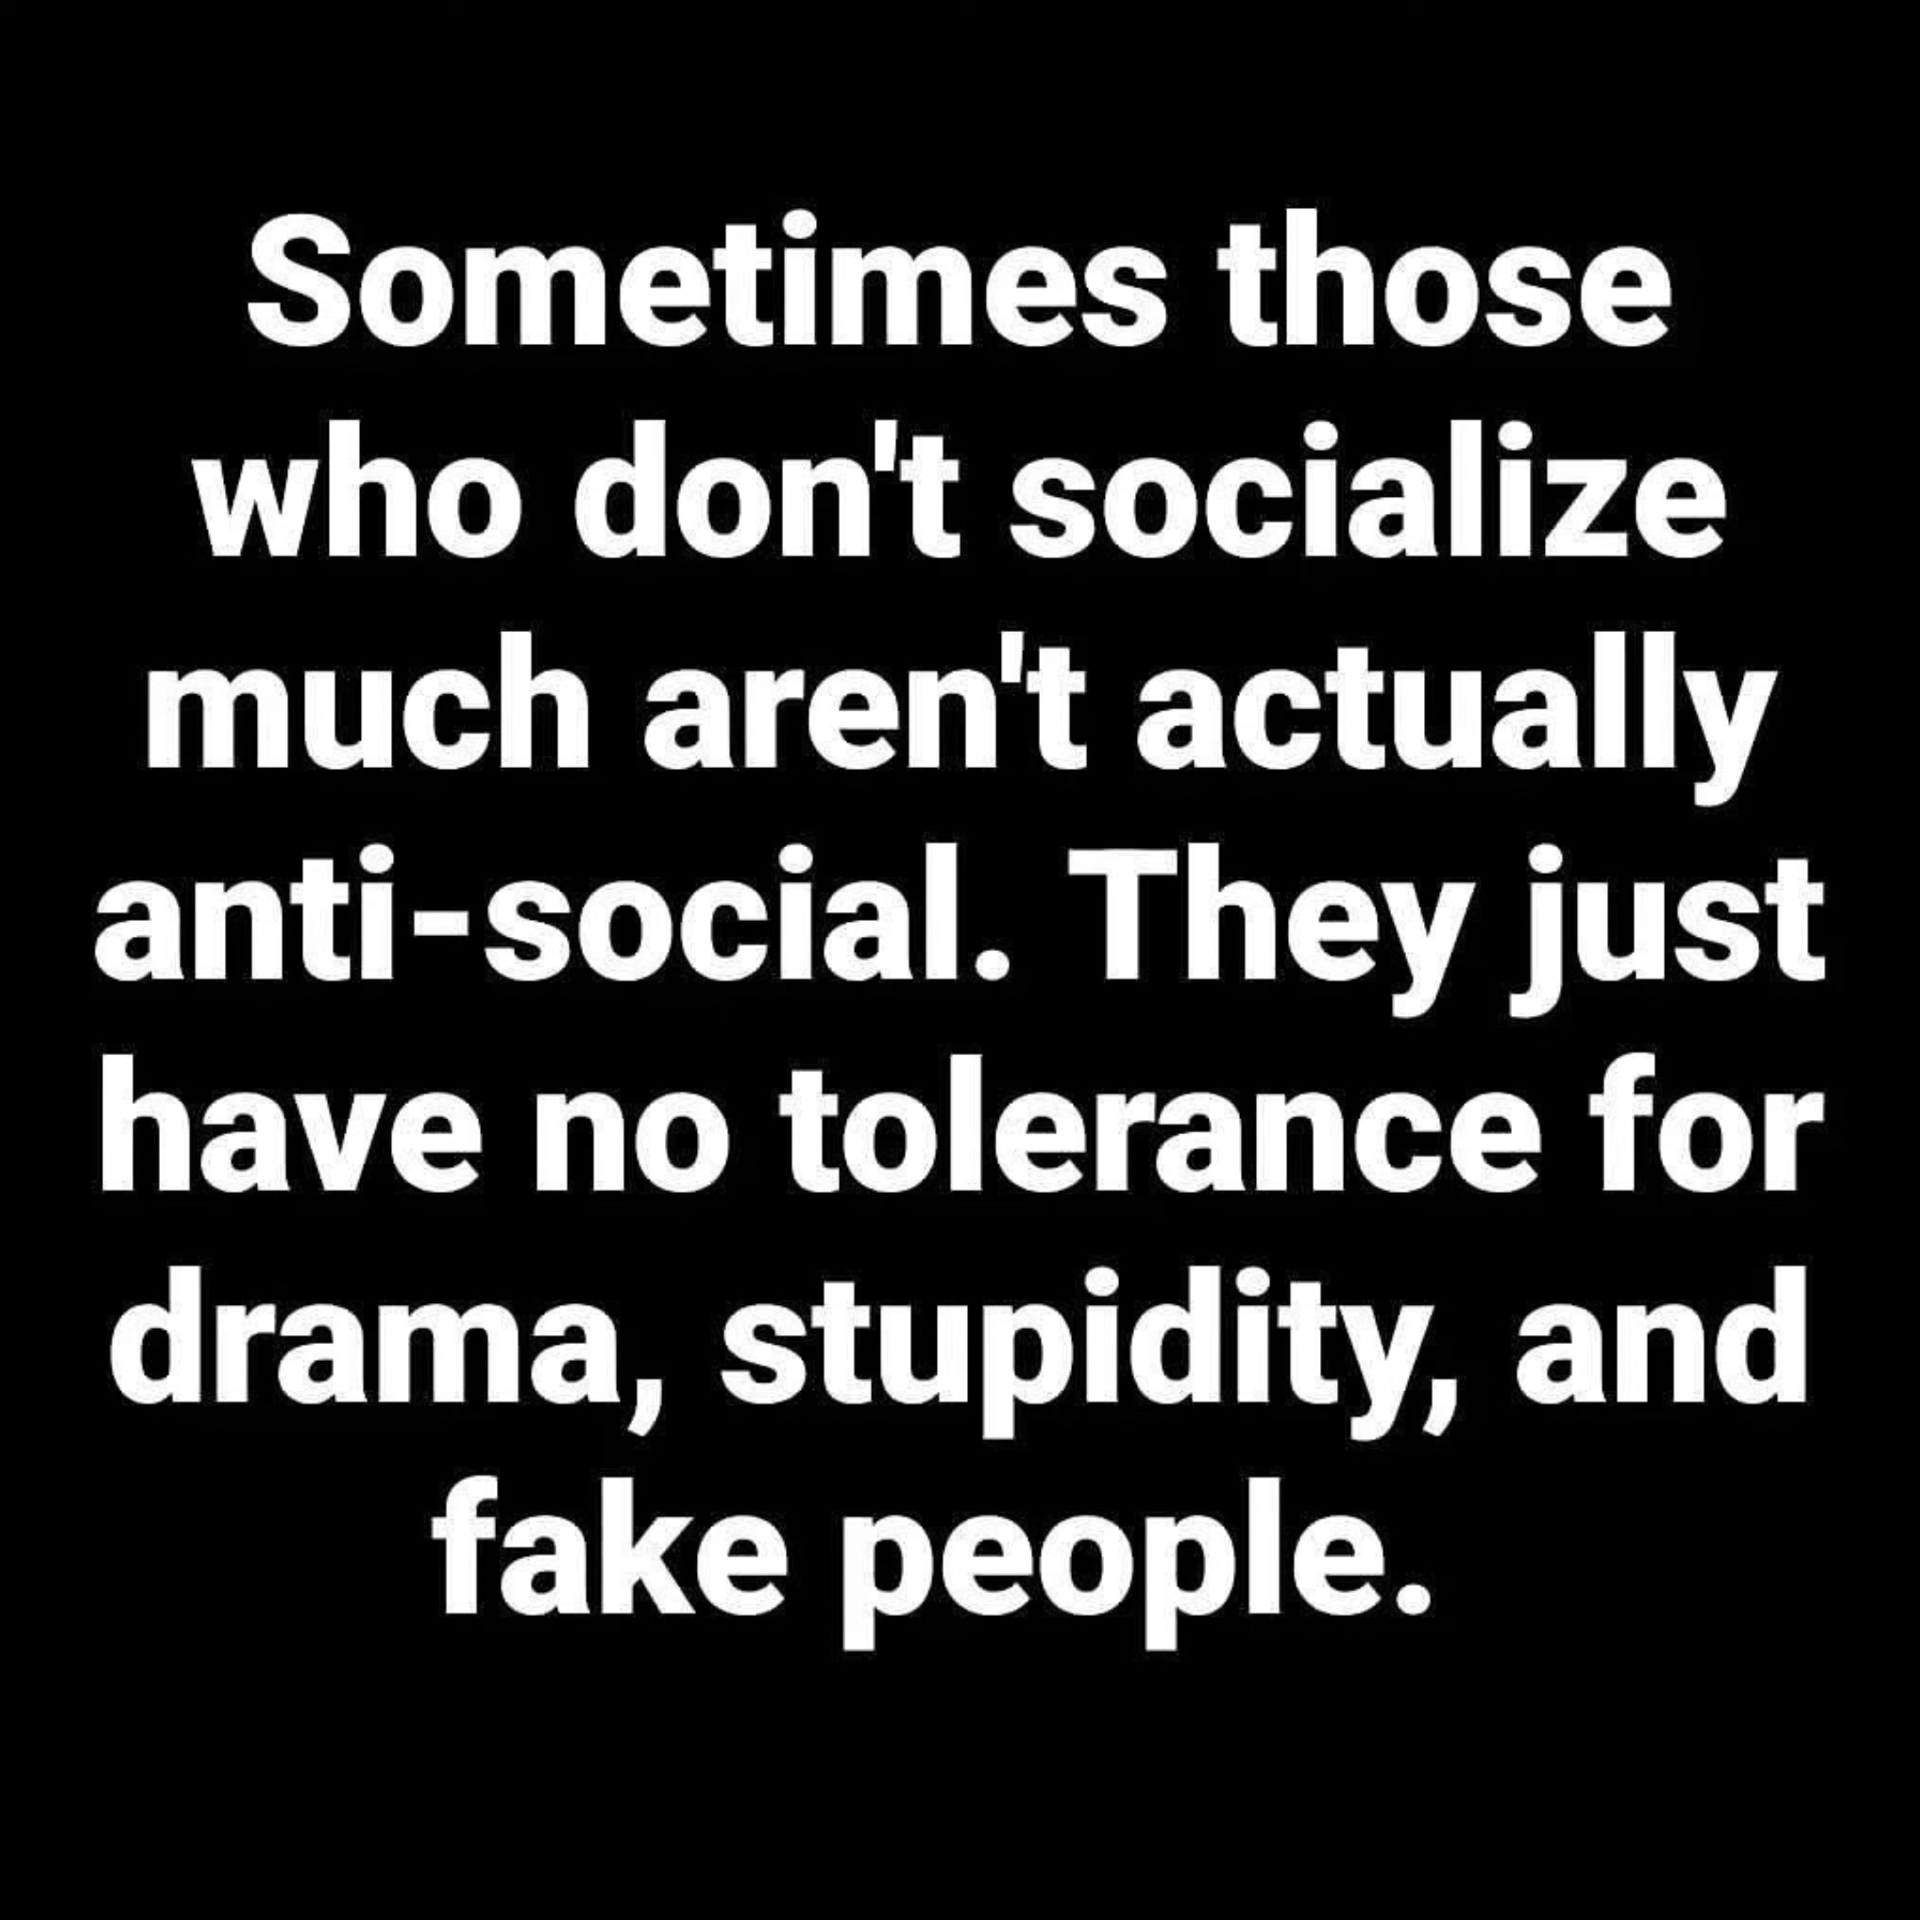 Sometimes those
who don't socialize
much aren't actually
anti-social. They just
have no tolerance for
drama, stupidity, and
fake people.